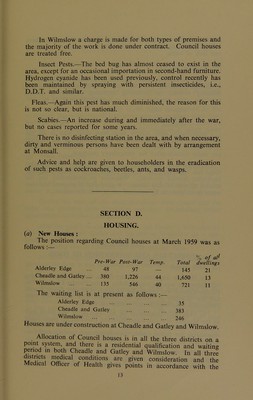 In Wilmslow a charge is made for both types of premises and
the majority of the work is done under contract. Council houses
are treated free.
Insect Pests.—The bed bug has almost ceased to exist in the
area, except for an occasional importation in second-hand furniture.
Hydrogen cyanide has been used previously, control recently has
been maintained by spraying with persistent insecticides, i.e.,
D.D.T. and similar.
Fleas.—Again this pest has much diminished, the reason for this
is not so clear, but is national.
Scabies.—An increase during and immediately after the war,
but no cases reported for some years.
There is no disinfecting station in the area, and when necessary,
dirty and verminous persons have been dealt with by arrangement
at Monsall.
Advice and help are given to householders in the eradication
of such pests as cockroaches, beetles, ants, and wasps.
SECTION D.
HOUSING.
(a) New Houses :
The position regarding Council houses at March 1959 was as
follows :—
Pre-War Post-War Temp. Total % of all dwellings
Alderley Edge ... 48 97 — 145 21
Cheadle and Gatley ... 380 1,226 44 1,650 13
Wilmslow ... ... 135 546 40 721 11
The waiting list is at present as follows :—
Alderley Edge ... ... ... 35
Cheadle and Gatley ... ... 383
Wilmslow ... ... ... 246
Houses are under construction at Cheadle and Gatley and Wilmslow.
Allocation of Council houses is in all the three districts on a
point system, and there is a residential qualification and waiting
period in both Cheadle and Gatley and Wilmslow. In all three
districts medical conditions are given consideration and the
Medical Officer of Health gives points in accordance with the
13